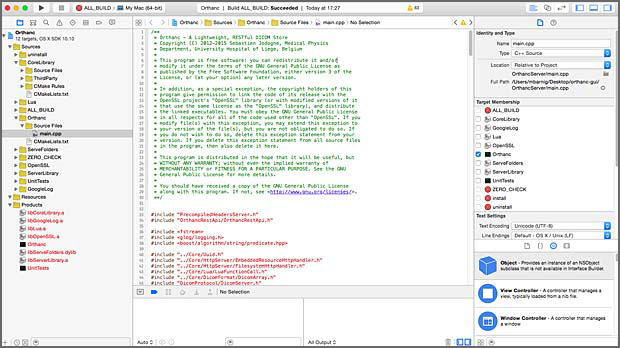 ALL_BUILD
My Mac (64-bit)
Orthanc | Build ALL_BUILD: Succeeded | Today at 17:27
Orthanc
12 targets, OS X SDK 10.10
Sources
uninstall
CoreLibrary
Source Files
ThirdParty
CMake Rules
CMakeLists.txt
Lua
ALL_BUILD
Orthanc
Source Files
main.cpp
CMakeLists.txt
ServeFolders
ZERO_CHECK
OpenSSL
ServerLibrary
UnitTests
GoogleLog
Resources
Products
libCoreLibrary.a
libGoogleLog.a
libLua.a
libOpenSSL.a
Orthanc
libServeFolders.dylib
libServerLibrary.a
UnitTests
Orthanc
Sources
Orthanc
Source Files
main.cpp
No Selection
/**
* Orthanc - A Lightweight, RESTful DICOM Store
* Copyright (C) 2012-2015 Sebastien Jodogne, Medical Physics
* Department, University Hospital of Liege, Belgium
*
* This program is free software: you can redistribute it and/or
* modify it under the terms of the GNU General Public License as
* published by the Free Software Foundation, either version 3 of the
* License, or (at your option) any later version.
*
* In addition, as a special exception, the copyright holders of this
* program give permission to link the code of its release with the
* OpenSSL project's "OpenSSL" library (or with modified versions of it
* that use the same license as the "OpenSSL" library), and distribute
* the linked executables. You must obey the GNU General Public License
* in all respects for all of the code used other than "OpenSSL". If you
* modify file(s) with this exception, you may extend this exception to
* your version of the file(s), but you are not obligated to do so. If
* you do not wish to do so, delete this exception statement from your
* version. If you delete this exception statement from all source files
* in the program, then also delete it here.
*
* This program is distributed in the hope that it will be useful, but
* WITHOUT ANY WARRANTY; without even the implied warranty of
* MERCHANTABILITY or FITNESS FOR A PARTICULAR PURPOSE. See the GNU
* General Public License for more details.
*
* You should have received a copy of the GNU General Public License
* along with this program. If not, see <http://www.gnu.org/licenses/>.
**/
#include "PrecompiledHeadersServer.h"
#include "OrthancRestApi/OrthancRestApi.h"
#include <fstream>
#include <glog/logging.h>
#include <boost/algorithm/string/predicate.hpp>
#include "../Core/Uuid.h"
#include "../Core/HttpServer/EmbeddedResourceHttpHandler.h"
#include "../Core/HttpServer/FilesystemHttpHandler.h"
#include "../Core/Lua/LuaFunctionCall.h"
#include "../Core/DicomFormat/DicomArray.h"
#include "DicomProtocol/DicomServer.h"
No Selection
Auto
All Output
Identity and Type
Name main.cpp
Type C++ Source
Location Relative to Project
OrthancServer/main.cpp
Full Path /Users/mbarnig/Desktop/orthanc-gui/
OrthancServer/main.cpp
Target Membership
ALL_BUILD
CoreLibrary
GoogleLog
Lua
OpenSSL
Orthanc
ServeFolders
ServerLibrary
UnitTests
ZERO_CHECK
install
uninstall
Text Settings
Text Encoding Unicode (UTF-8)
Line Endings Default - OS X / Unix (LF)
Object - Provides an instance of an NSObject
subclass that is not available in Interface Builder.
View Controller - A controller that manages a
view, typically loaded from a nib file.
Window Controller - A controller that
manages a window